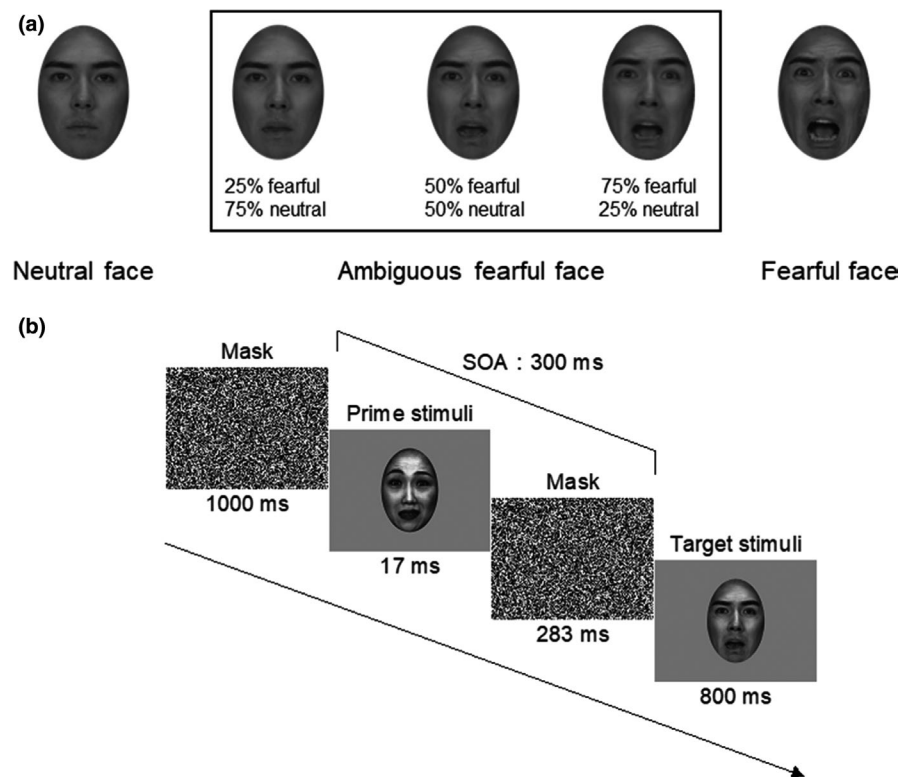 (a)
25% fearful
75% neutral
50% fearful
50% neutral
75% fearful
25% neutral
Neutral face
Ambiguous fearful face
Fearful face
(b)
Mask
SOA : 300 ms
Prime stimuli
1000 ms
Mask
17 ms
Target stimuli
283 ms
800 ms